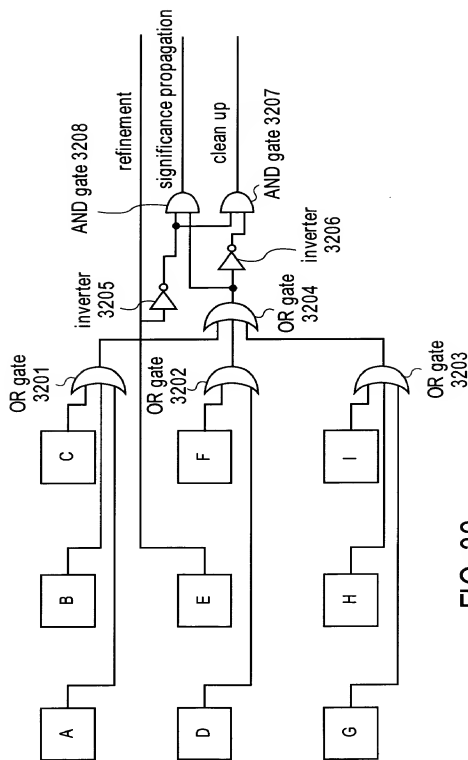 A
B
C
D
E
F
G
H
I
OR gate
3201
OR gate
3202
OR gate
3203
OR gate
3204
inverter
3205
inverter
3206
AND gate 3207
AND gate 3208
refinement
significance propagation
clean up
FIG.